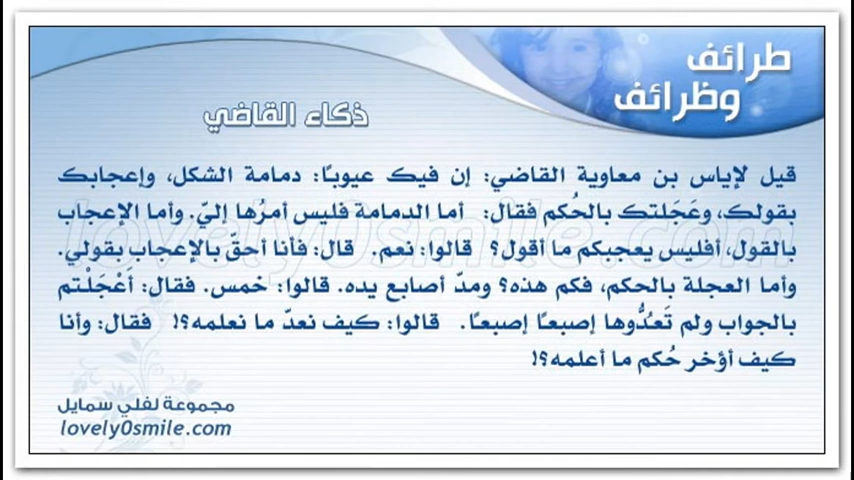 طرائف
وظرائف
ذكاء القاضي
قيل لإياس بن معاوية القاضي: إن فيك عيوبًا: دمامة الشكل، وإعجابك
بقولك، وعَجَلتك بالحُكم فقال: أما الدمامة فليس أمرُها إليّ. وأما الإعجاب
بالقول، أفليس يعجبكم ما أقول؟ قالوا: نعم. قال: فأنا أحقّ بالإعجاب بقولي.
وأما العجلة بالحكم، فكم هذه؟ ومدّ أصابع يده. قالوا: خمس. فقال: أَعْجَلْتم
بالجواب ولم تَعُدُّوها إصبعًا إصبعًا. قالوا: كيف نعدّ ما نعلمه؟! فقال: وأنا
كيف أؤخر حُكم ما أعلمه؟!
مجموعة لفلي سمايل
lovely0smile.com
lovely0smile.com